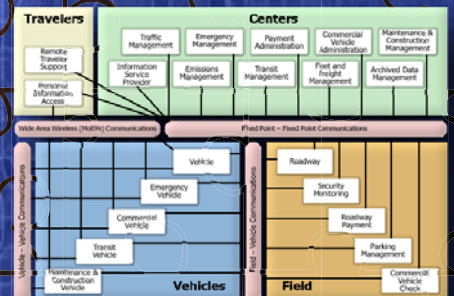 Travelers
Centers
Remote
Traveler
Support
Personal
Information
Access
Traffic
Management
Emergency
Management
Payment
Administration
Commercial
Vehicle
Administration
Maintenance &
Construction
Management
Information
Service
Provider
Emissions
Management
Transit
Management
Fleet and
Freight
Management
Archived Data
Management
Wide Area Wireless (Mobile) Communications
Fixed Point – Fixed Point Communications
Vehicle – Vehicle Communications
Vehicle
Emergency
Vehicle
Commercial
Vehicle
Transit
Vehicle
Maintenance &
Construction
Vehicle
Vehicles
Field – Vehicle Communications
Roadway
Security
Monitoring
Roadway
Payment
Parking
Management
Commercial
Vehicle
Check
Field